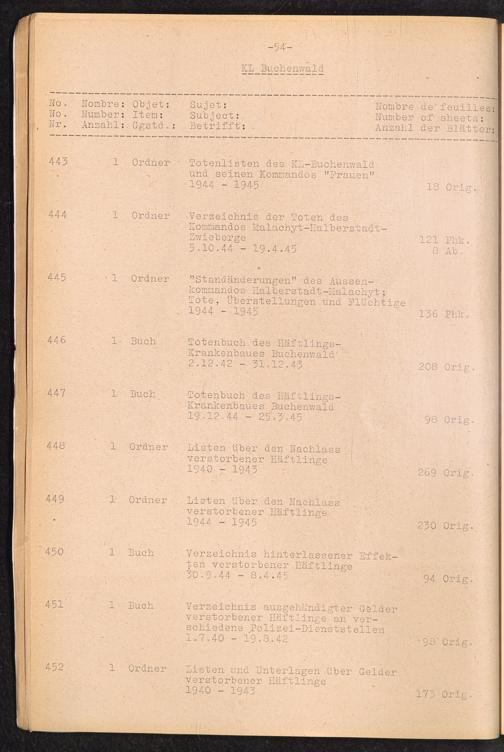 -54-
KL Buchenwald
No. Nombre: Objet: Sujet: Nombre de feuilles:
No. Number: Item: Subject: Number of sheets:
Nr. Anzahl: Ggstd.: Betrifft: Anzahl der Blätter:
443 1 Ordner Totenlisten des KL-Buchenwald
und seinen Kommandos "Frauen"
1944 - 1945 18 Orig.
444 1 Ordner Verzeichnis der Toten des
Kommandos Malachyt-Halberstadt-
Zwieberge 121 Phk.
5.10.44 - 19.4.45 8 Ab.
445 1 Ordner "Standänderungen" des Aussen-
kommandos Halberstadt-Malachyt;
Tote, Überstellungen und Flüchtige
1944 - 1945 136 Phk.
446 1 Buch Totenbuch des Häftlings-
Krankenbaues Buchenwald
2.12.42 - 31.12.43 208 Orig.
447 1 Buch Totenbuch des Häftlings-
Krankenbaues Buchenwald
19.12.44 - 25.3.45 98 Orig.
448 1 Ordner Listen über den Nachlass
verstorbener Häftlinge
1940 - 1943 269 Orig.
449 1 Ordner Listen über den Nachlass
verstorbener Häftlinge
1944 - 1945 230 Orig.
450 1 Buch Verzeichnis hinterlassener Effek-
ten verstorbener Häftlinge
30.9.44 - 8.4.45 94 Orig.
451 1 Buch Verzeichnis ausgehändigter Gelder
verstorbener Häftlinge an ver-
schiedene Polizei-Dienststellen
1.7.40 - 19.8.42 98 Orig.
452 1 Ordner Listen und Unterlagen über Gelder
verstorbener Häftlinge
1940 - 1943 173 Orig.